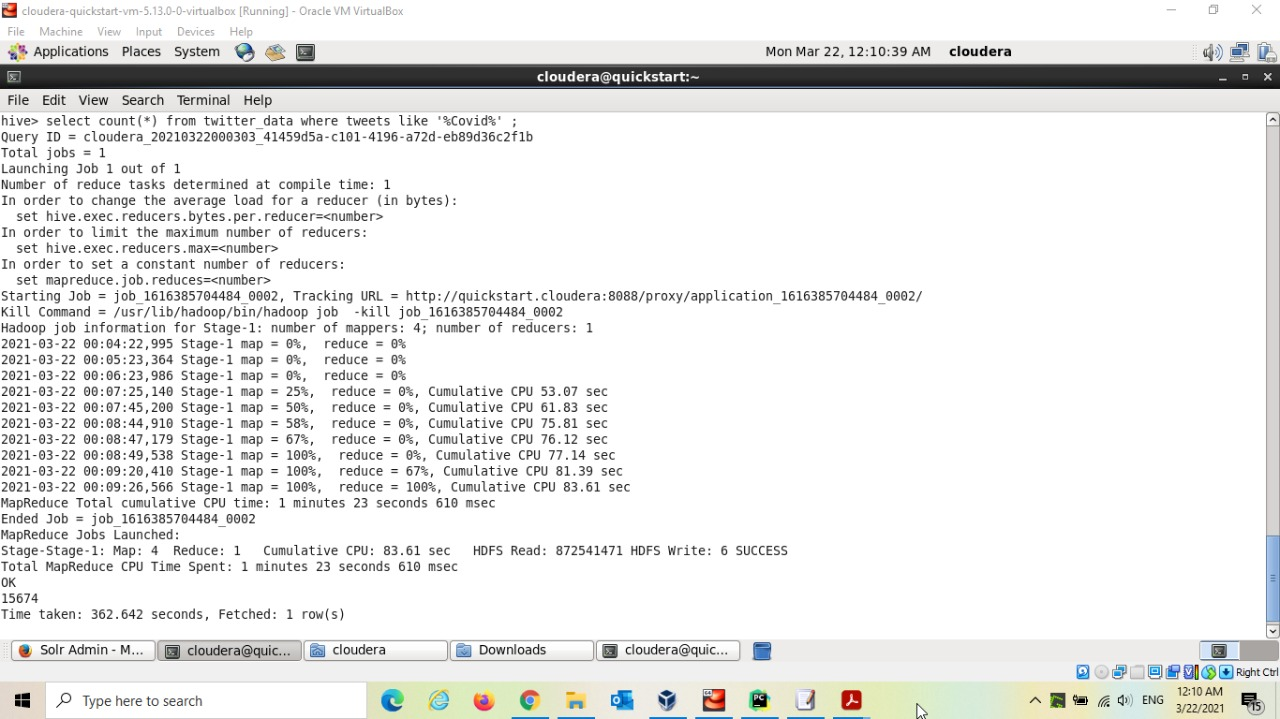 cloudera-quickstart-vm-5.13.0-0-virtualbox [Running] - Oracle VM VirtualBox
File Machine View Input Devices Help
Applications Places System Mon Mar 22, 12:10:39 AM cloudera
cloudera@quickstart:~
File Edit View Search Terminal Help
hive> select count(*) from twitter_data where tweets like '%Covid%' ;
Query ID = cloudera_20210322000303_41459d5a-c101-4196-a72d-eb89d36c2f1b
Total jobs = 1
Launching Job 1 out of 1
Number of reduce tasks determined at compile time: 1
In order to change the average load for a reducer (in bytes):
  set hive.exec.reducers.bytes.per.reducer=<number>
In order to limit the maximum number of reducers:
  set hive.exec.reducers.max=<number>
In order to set a constant number of reducers:
  set mapreduce.job.reduces=<number>
Starting Job = job_1616385704484_0002, Tracking URL = http://quickstart.cloudera:8088/proxy/application_1616385704484_0002/
Kill Command = /usr/lib/hadoop/bin/hadoop job  -kill job_1616385704484_0002
Hadoop job information for Stage-1: number of mappers: 4; number of reducers: 1
2021-03-22 00:04:22,995 Stage-1 map = 0%,  reduce = 0%
2021-03-22 00:05:23,364 Stage-1 map = 0%,  reduce = 0%
2021-03-22 00:06:23,986 Stage-1 map = 0%,  reduce = 0%
2021-03-22 00:07:25,140 Stage-1 map = 25%,  reduce = 0%, Cumulative CPU 53.07 sec
2021-03-22 00:07:45,200 Stage-1 map = 50%,  reduce = 0%, Cumulative CPU 61.83 sec
2021-03-22 00:08:44,910 Stage-1 map = 58%,  reduce = 0%, Cumulative CPU 75.81 sec
2021-03-22 00:08:47,179 Stage-1 map = 67%,  reduce = 0%, Cumulative CPU 76.12 sec
2021-03-22 00:08:49,538 Stage-1 map = 100%,  reduce = 0%, Cumulative CPU 77.14 sec
2021-03-22 00:09:20,410 Stage-1 map = 100%,  reduce = 67%, Cumulative CPU 81.39 sec
2021-03-22 00:09:26,566 Stage-1 map = 100%,  reduce = 100%, Cumulative CPU 83.61 sec
MapReduce Total cumulative CPU time: 1 minutes 23 seconds 610 msec
Ended Job = job_1616385704484_0002
MapReduce Jobs Launched:
Stage-Stage-1: Map: 4  Reduce: 1   Cumulative CPU: 83.61 sec   HDFS Read: 872541471 HDFS Write: 6 SUCCESS
Total MapReduce CPU Time Spent: 1 minutes 23 seconds 610 msec
OK
15674
Time taken: 362.642 seconds, Fetched: 1 row(s)
Solr Admin - M... cloudera@quic... cloudera Downloads cloudera@quic...
Right Ctrl
Type here to search ENG 12:10 AM
3/22/2021 15